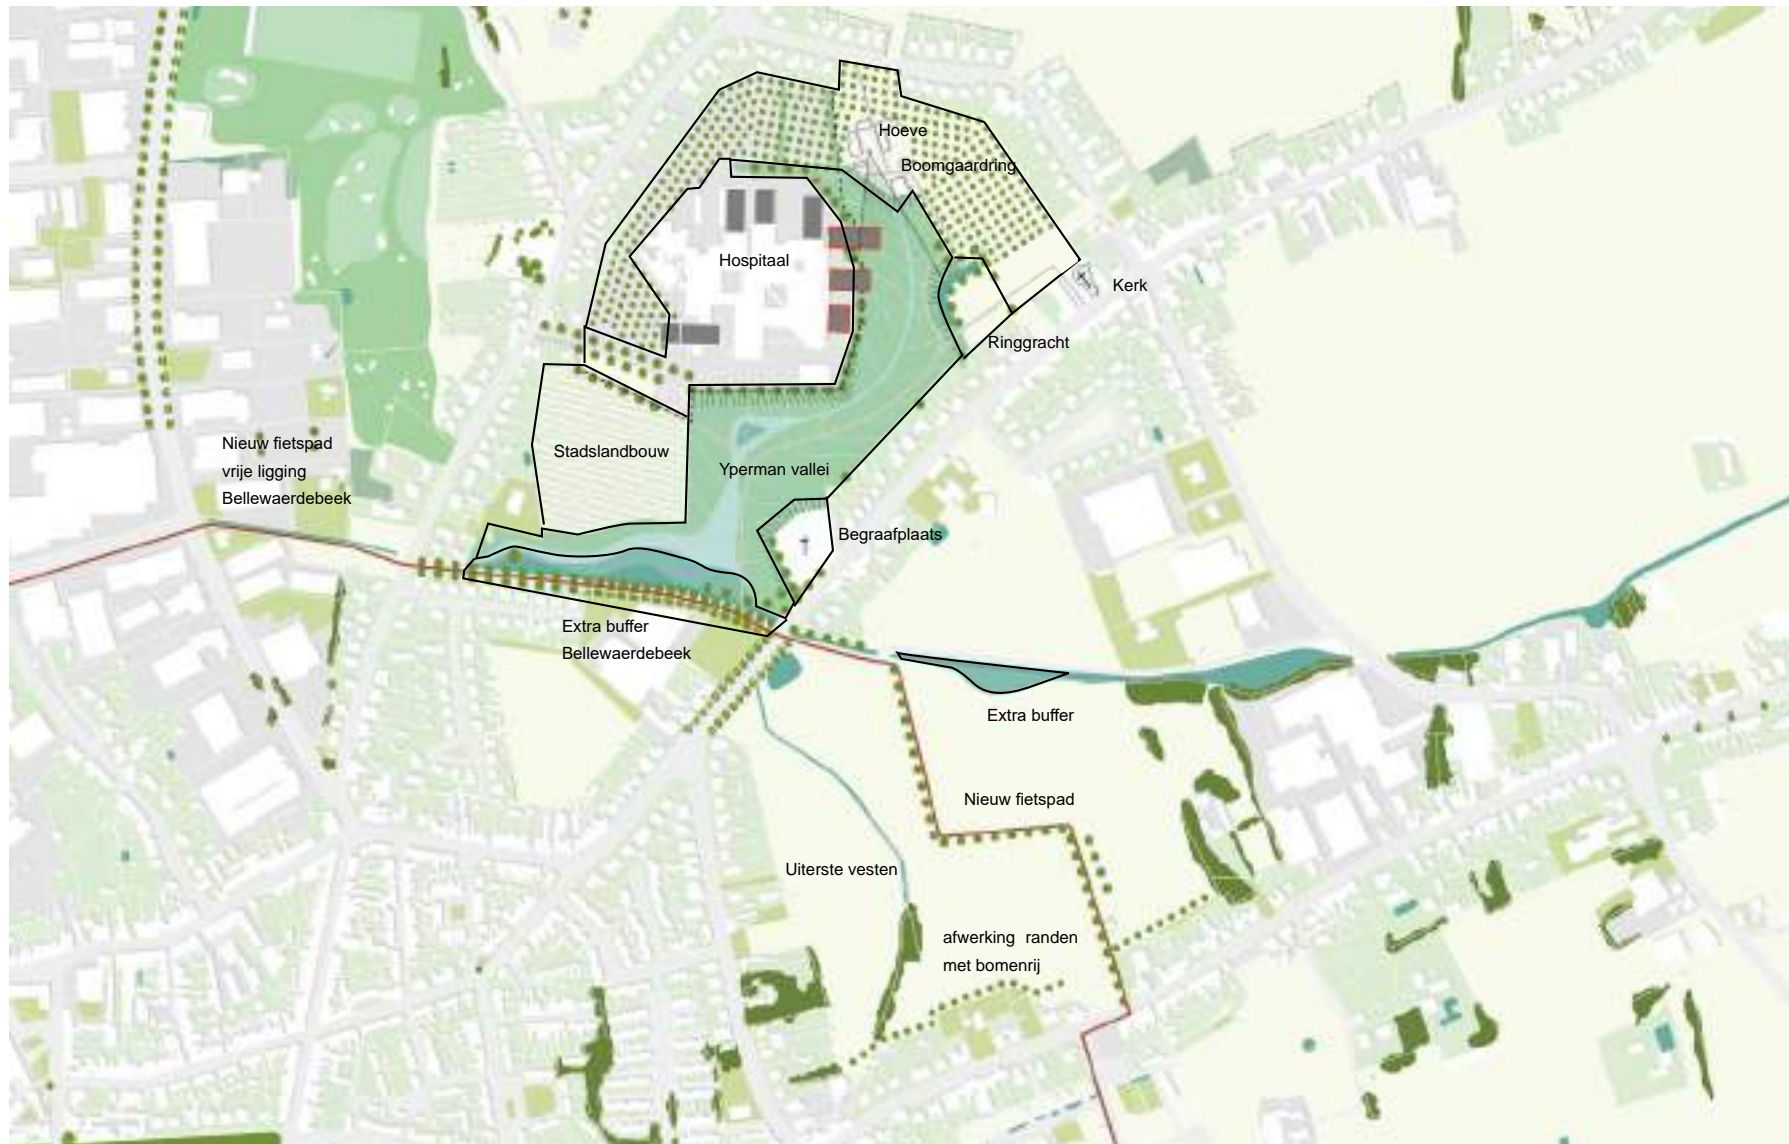 Hoeve
Boomgaardring
Hospitaal
Kerk
Ringgracht
Nieuw fietspad
vrije ligging
Bellewaerdebeek
Stadslandbouw
Yperman vallei
Begraafplaats
Extra buffer
Bellewaerdebeek
Extra buffer
Nieuw fietspad
Uiterste vesten
afwerking randen
met bomenrij